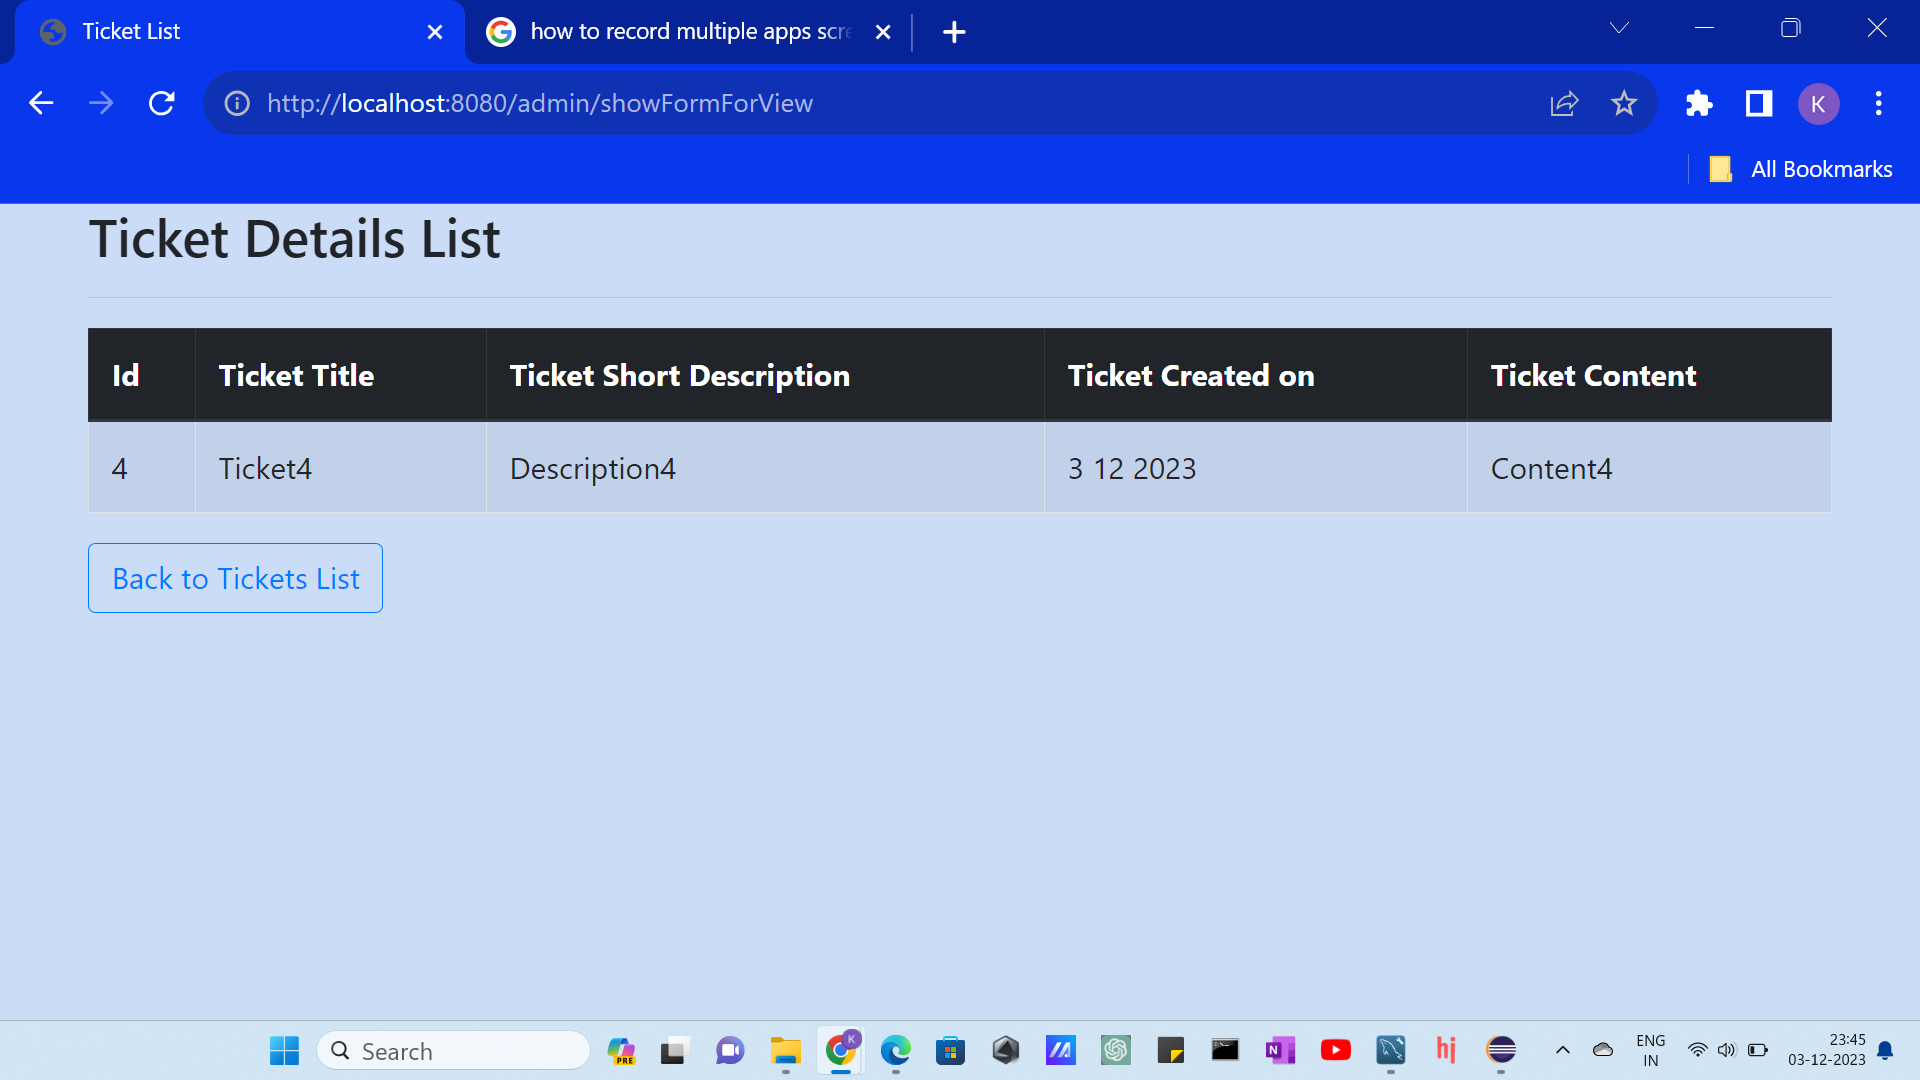 Ticket List
how to record multiple apps scre
http://localhost:8080/admin/showFormForView
K
All Bookmarks
Ticket Details List
Id Ticket Title Ticket Short Description Ticket Created on Ticket Content
4 Ticket4 Description4 3 12 2023 Content4
Back to Tickets List
Search
PRE
K
N
hj
ENG
IN
23:45
03-12-2023